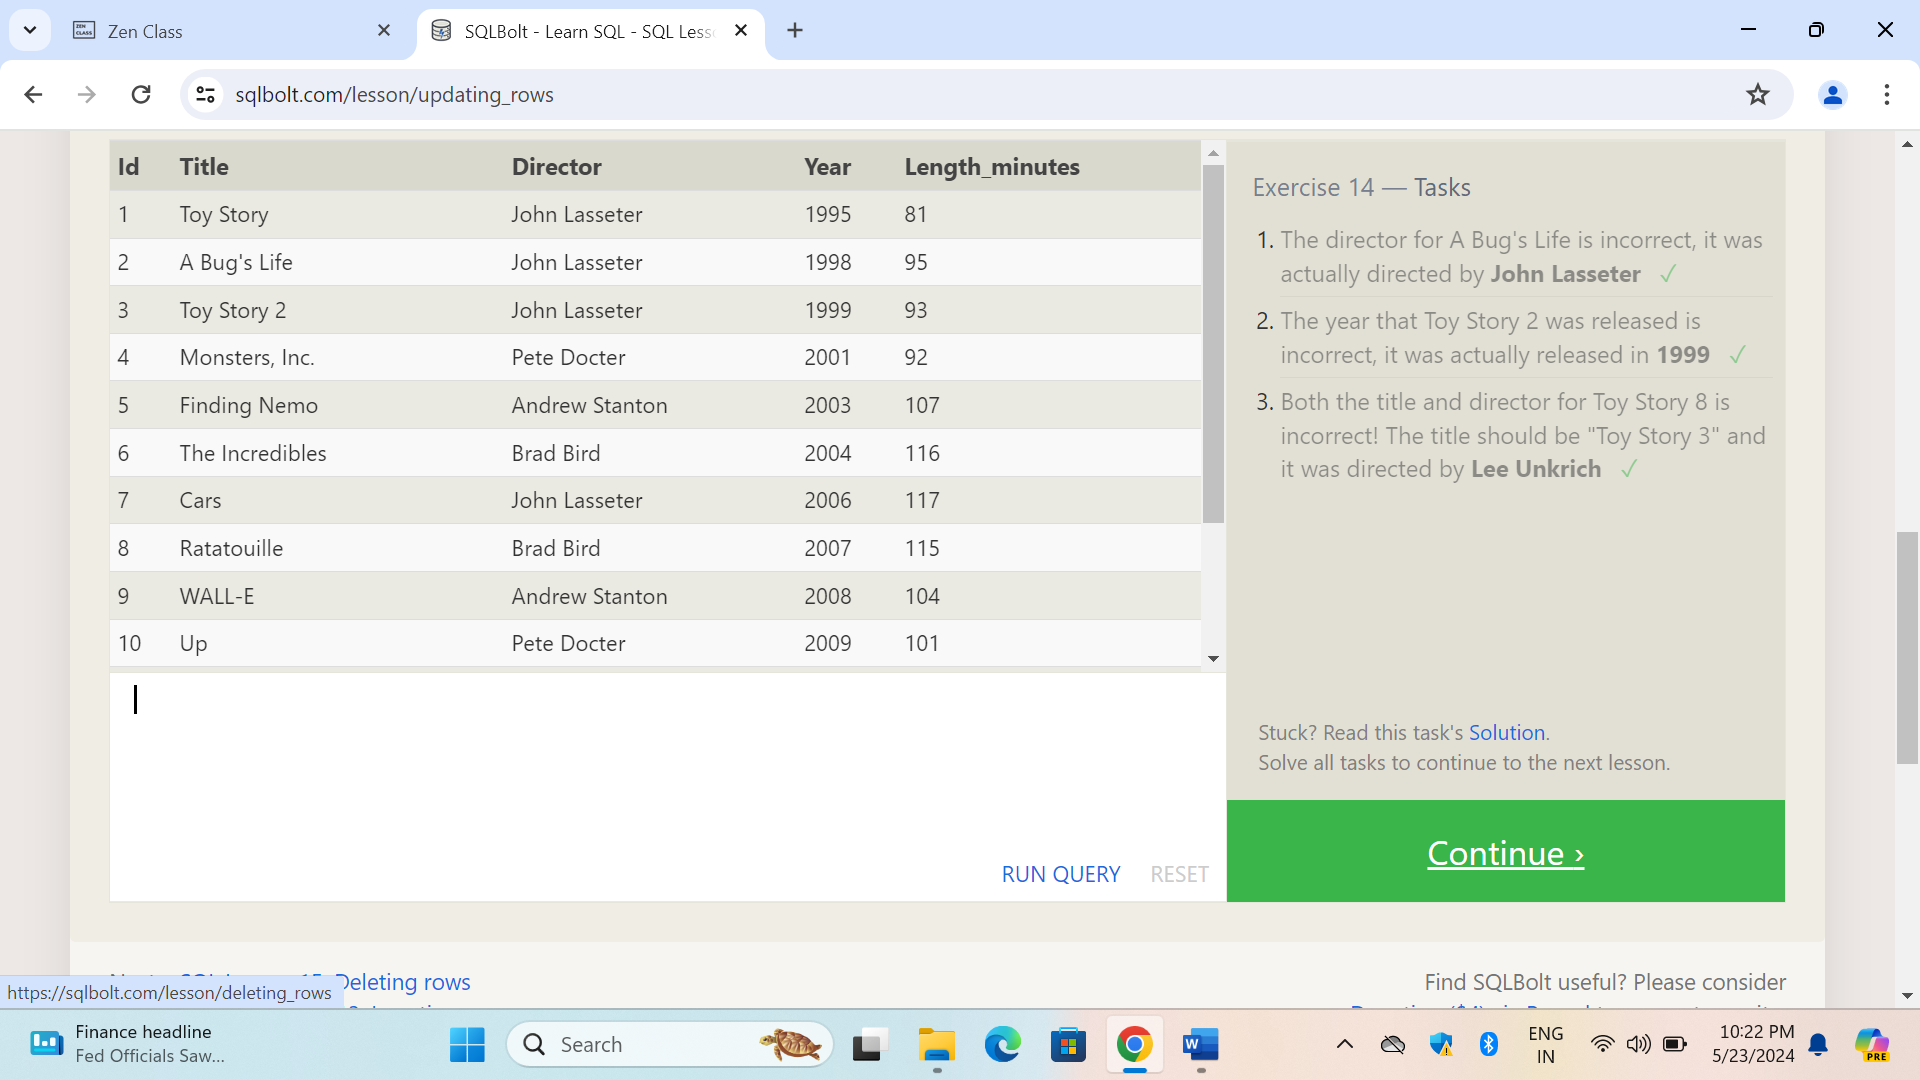 Zen Class
SQLBolt - Learn SQL - SQL Less
sqlbolt.com/lesson/updating_rows
Id Title Director Year Length_minutes
1 Toy Story John Lasseter 1995 81
2 A Bug's Life John Lasseter 1998 95
3 Toy Story 2 John Lasseter 1999 93
4 Monsters, Inc. Pete Docter 2001 92
5 Finding Nemo Andrew Stanton 2003 107
6 The Incredibles Brad Bird 2004 116
7 Cars John Lasseter 2006 117
8 Ratatouille Brad Bird 2007 115
9 WALL-E Andrew Stanton 2008 104
10 Up Pete Docter 2009 101
RUN QUERY RESET
Exercise 14 — Tasks
1. The director for A Bug's Life is incorrect, it was
actually directed by John Lasseter ✓
2. The year that Toy Story 2 was released is
incorrect, it was actually released in 1999 ✓
3. Both the title and director for Toy Story 8 is
incorrect! The title should be "Toy Story 3" and
it was directed by Lee Unkrich ✓
Stuck? Read this task's Solution.
Solve all tasks to continue to the next lesson.
Continue ›
Deleting rows
Find SQLBolt useful? Please consider
https://sqlbolt.com/lesson/deleting_rows
Finance headline
Fed Officials Saw...
Search
ENG
IN
10:22 PM
5/23/2024
PRE